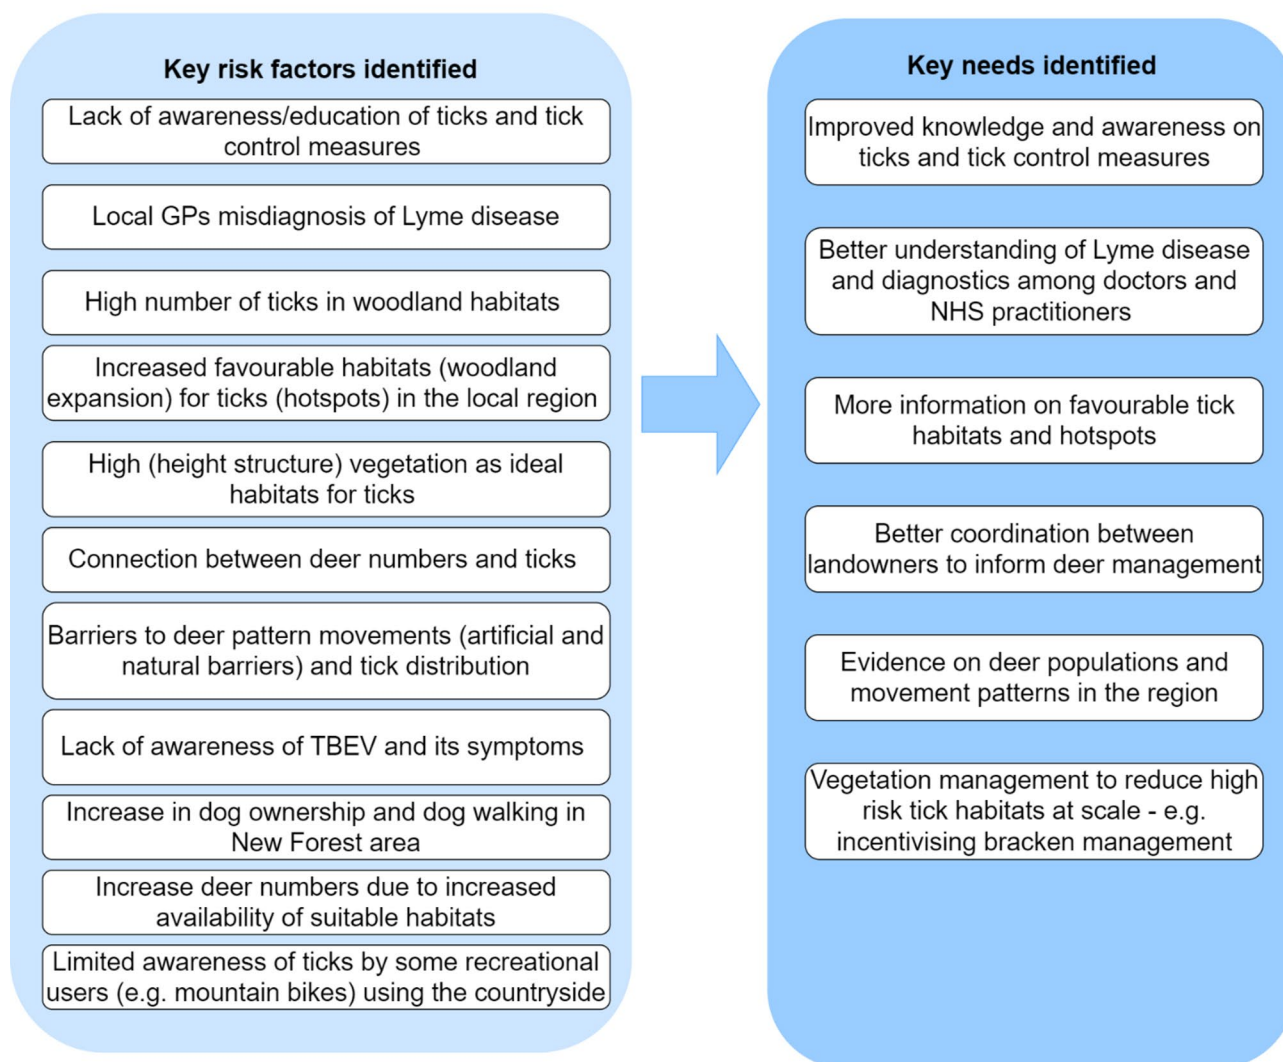 Key risk factors identified
Lack of awareness/education of ticks and tick
control measures
Local GPs misdiagnosis of Lyme disease
High number of ticks in woodland habitats
Increased favourable habitats (woodland
expansion) for ticks (hotspots) in the local region
High (height structure) vegetation as ideal
habitats for ticks
Connection between deer numbers and ticks
Barriers to deer pattern movements (artificial and
natural barriers) and tick distribution
Lack of awareness of TBEV and its symptoms
Increase in dog ownership and dog walking in
New Forest area
Increase deer numbers due to increased
availability of suitable habitats
Limited awareness of ticks by some recreational
users (e.g. mountain bikes) using the countryside
Key needs identified
Improved knowledge and awareness on
ticks and tick control measures
Better understanding of Lyme disease
and diagnostics among doctors and
NHS practitioners
More information on favourable tick
habitats and hotspots
Better coordination between
landowners to inform deer management
Evidence on deer populations and
movement patterns in the region
Vegetation management to reduce high
risk tick habitats at scale - e.g.
incentivising bracken management